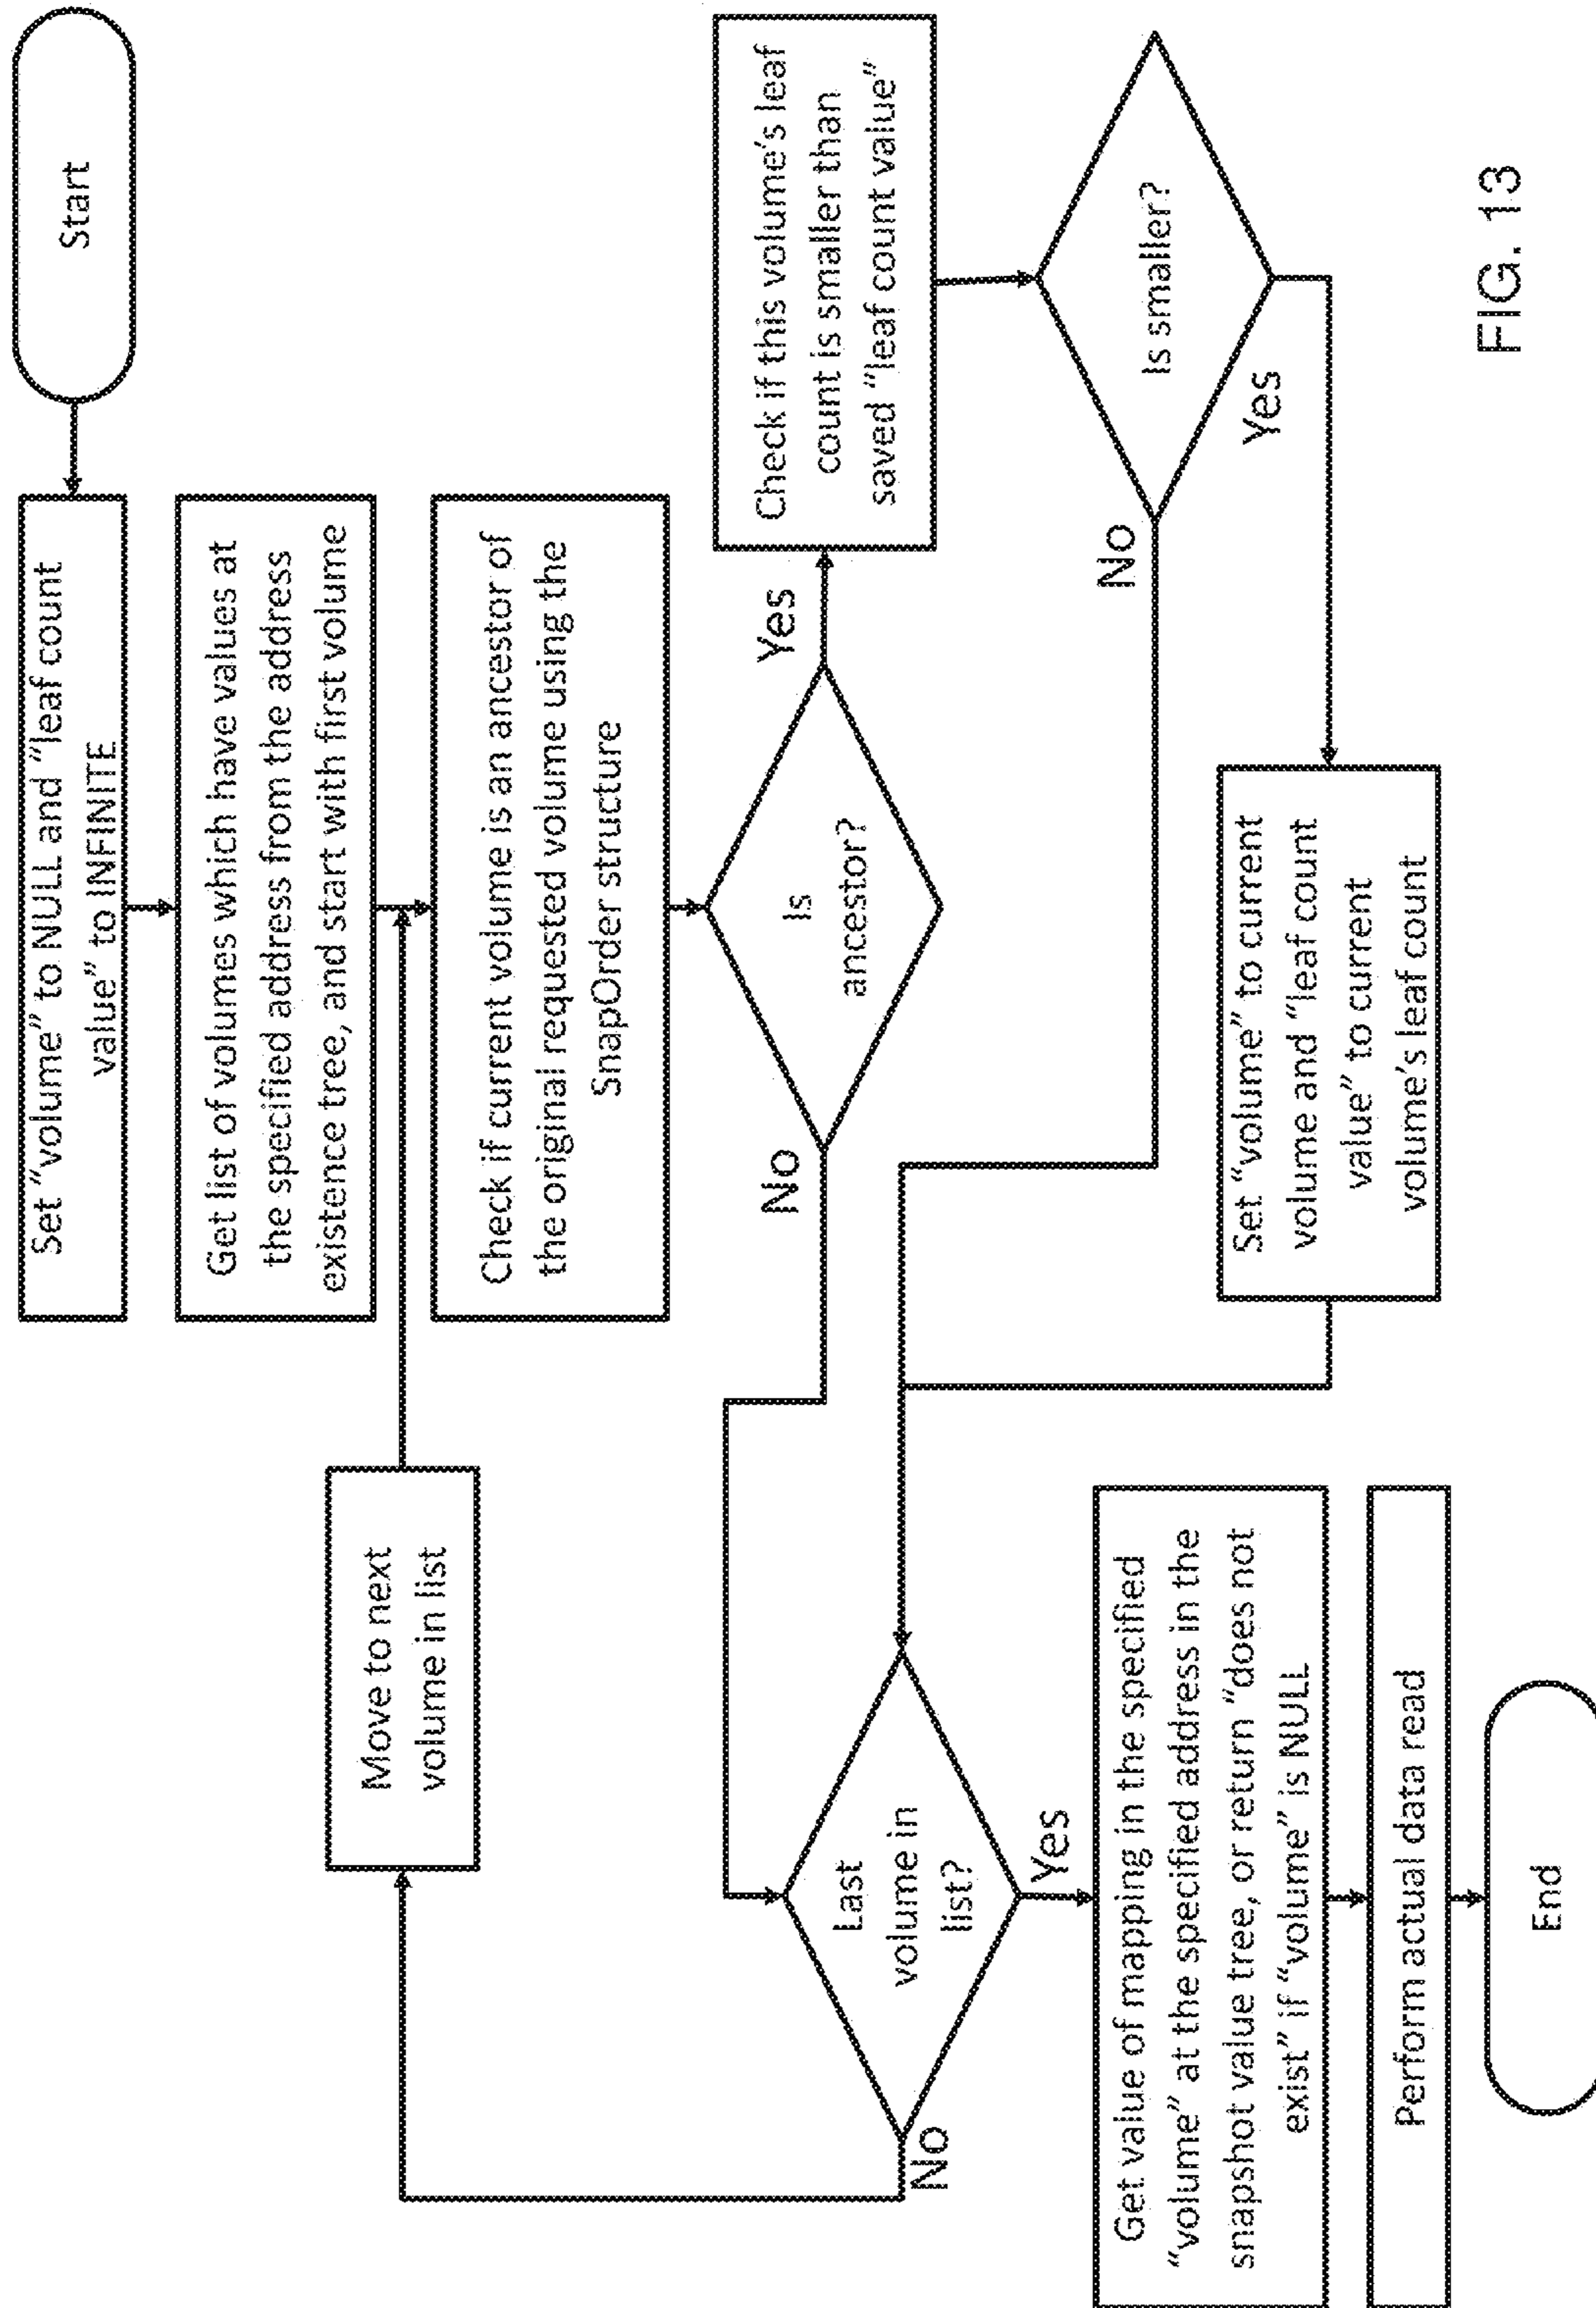 Start
Set “volume” to NULL and “leaf count
value” to INFINITE
Get list of volumes which have values at
the specified address from the address
existence tree, and start with first volume
Check if current volume is an ancestor of
the original requested volume using the
SnapOrder structure
Is
ancestor?
Yes
No
Check if this volume’s leaf
count is smaller than
saved “leaf count value”
Is smaller?
No
Yes
Set “volume” to current
volume and “leaf count
value” to current
volume’s leaf count
Move to next
volume in list
Last
volume in
list?
No
Yes
Get value of mapping in the specified
“volume” at the specified address in the
snapshot value tree, or return “does not
exist” if “volume” is NULL
Perform actual data read
End
FIG. 13